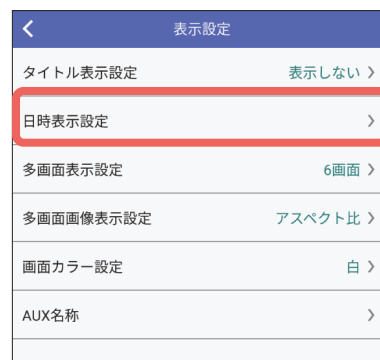 表示設定
タイトル表示設定 表示しない
日時表示設定
多画面表示設定 6画面
多画面画像表示設定 アスペクト比
画面カラー設定 白
AUX名称